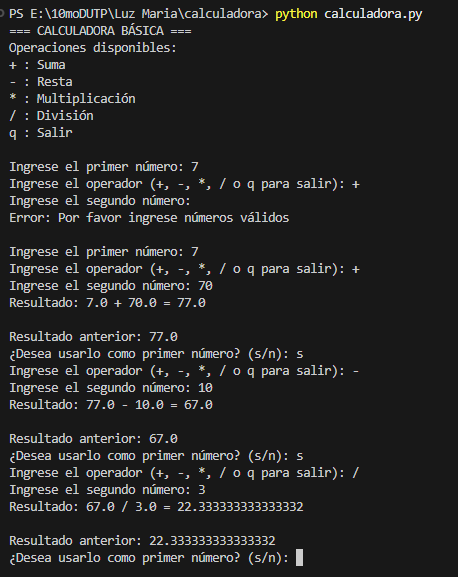 PS E:\10moDUTP\Luz Maria\calculadora> python calculadora.py
=== CALCULADORA BÁSICA ===
Operaciones disponibles:
+ : Suma
- : Resta
* : Multiplicación
/ : División
q : Salir
Ingrese el primer número: 7
Ingrese el operador (+, -, *, / o q para salir): +
Ingrese el segundo número:
Error: Por favor ingrese números válidos
Ingrese el primer número: 7
Ingrese el operador (+, -, *, / o q para salir): +
Ingrese el segundo número: 70
Resultado: 7.0 + 70.0 = 77.0
Resultado anterior: 77.0
¿Desea usarlo como primer número? (s/n): s
Ingrese el operador (+, -, *, / o q para salir): -
Ingrese el segundo número: 10
Resultado: 77.0 - 10.0 = 67.0
Resultado anterior: 67.0
¿Desea usarlo como primer número? (s/n): s
Ingrese el operador (+, -, *, / o q para salir): /
Ingrese el segundo número: 3
Resultado: 67.0 / 3.0 = 22.333333333333332
Resultado anterior: 22.333333333333332
¿Desea usarlo como primer número? (s/n):